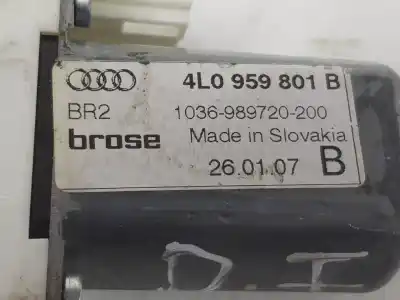 4L0 959 801 B
BR2 1036-989720-200
brose Made in Slovakia
26.01.07 B
D. I